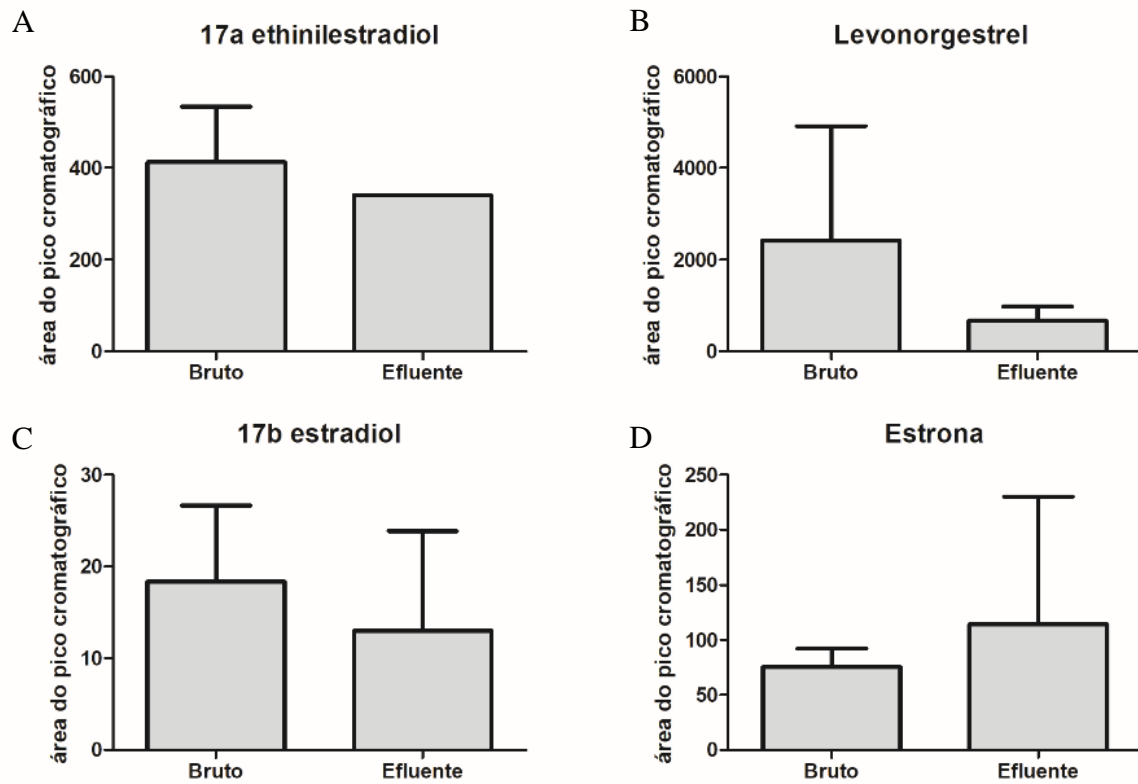 A
17a ethinilestradiol
área do pico cromatográfico
600
400
200
0
Bruto
Efluente
B
Levonorgestrel
área do pico cromatográfico
6000
4000
2000
0
Bruto
Efluente
C
17b estradiol
área do pico cromatográfico
30
20
10
0
Bruto
Efluente
D
Estrona
área do pico cromatográfico
250
200
150
100
50
0
Bruto
Efluente